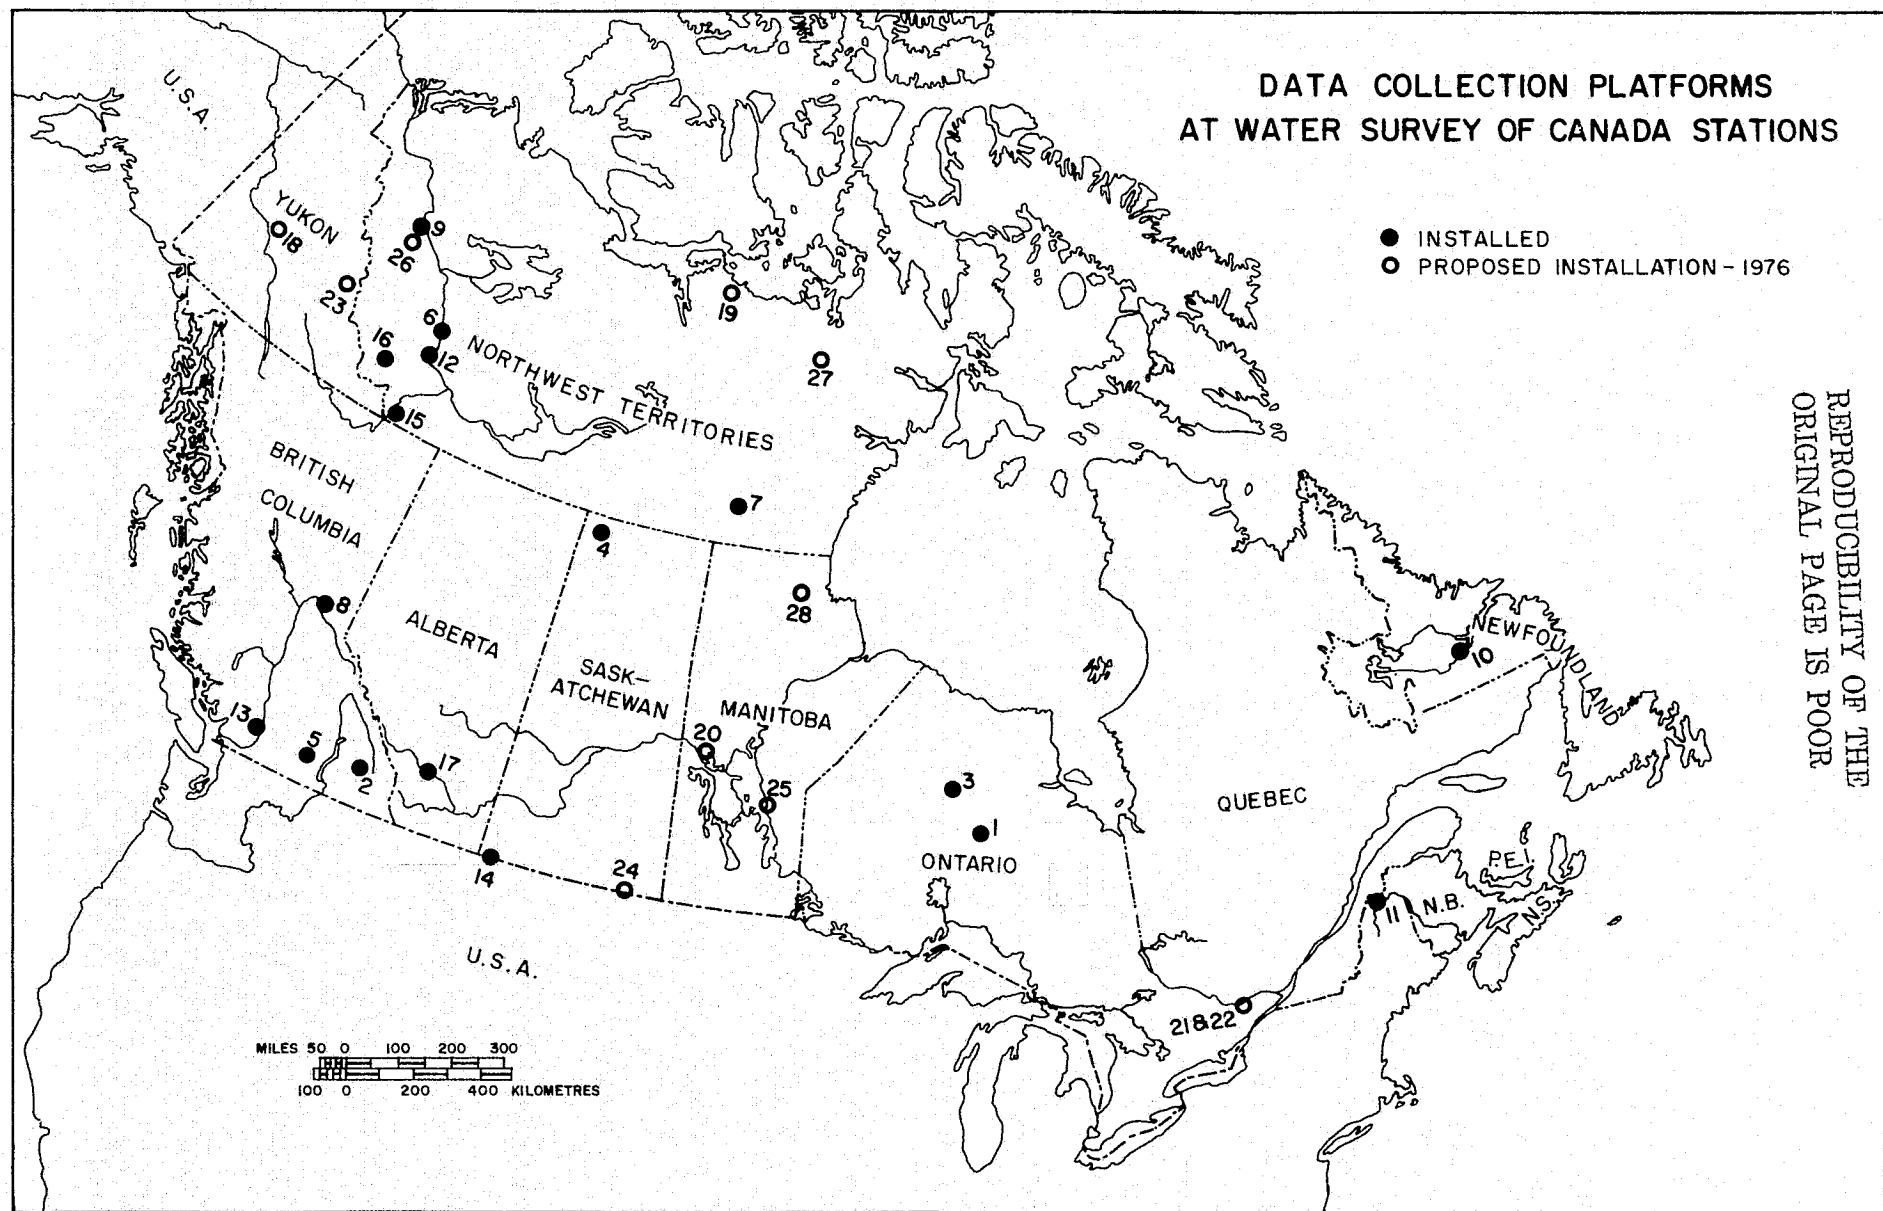 DATA COLLECTION PLATFORMS
AT WATER SURVEY OF CANADA STATIONS
INSTALLED
PROPOSED INSTALLATION - 1976
U.S.A.
YUKON
18
23
9
26
6
12
16
15
19
27
NORTHWEST TERRITORIES
BRITISH
COLUMBIA
7
4
28
8
ALBERTA
SASK-
ATCHEWAN
MANITOBA
NEWFOUNDLAND
10
13
5
2
17
20
25
3
1
ONTARIO
QUEBEC
14
24
P.E.I.
N.B.
N.S.
11
U.S.A.
21&22
MILES 50 0 100 200 300
100 0 200 400 KILOMETRES
REPRODUCIBILITY OF THE
ORIGINAL PAGE IS POOR